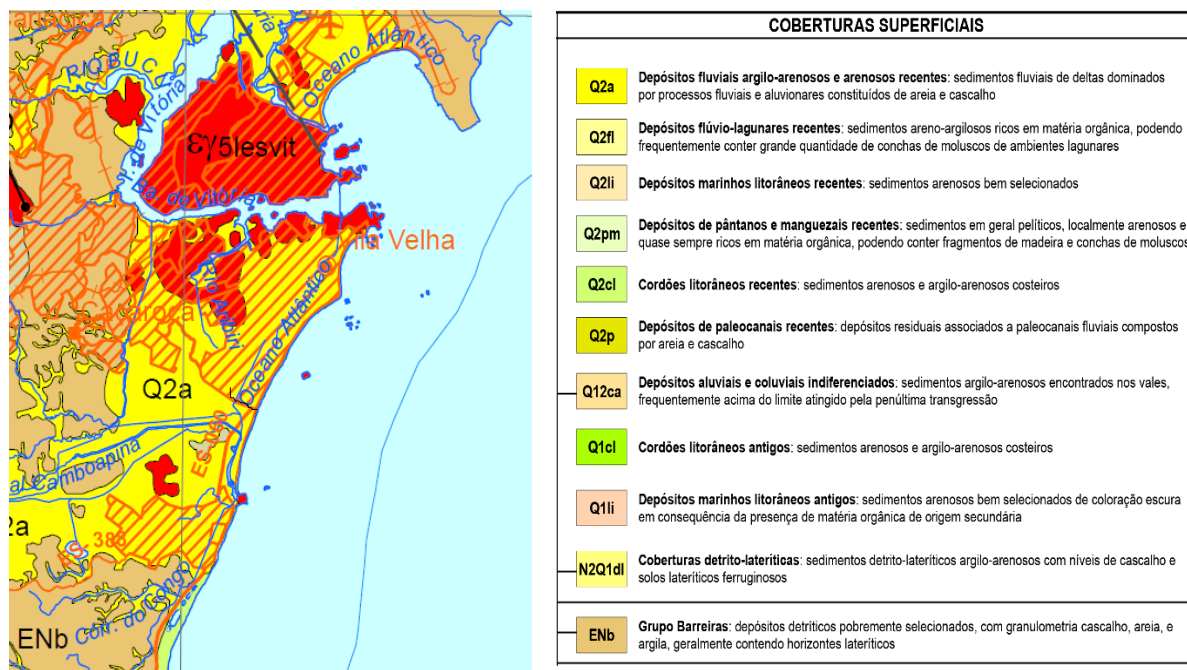 RIO BUC
Oceano Atlântico
de Vitória
εγ5lesvit
Ba. de Vitória
Vila Velha
Rio Aribiri
Oceano Atlântico
Q2a
ES-060
al Camboapina
2a
ES-388
Córr. do Congo
ENb
COBERTURAS SUPERFICIAIS
Q2a
Depósitos fluviais argilo-arenosos e arenosos recentes: sedimentos fluviais de deltas dominados
por processos fluviais e aluvionares constituídos de areia e cascalho
Q2fl
Depósitos flúvio-lagunares recentes: sedimentos areno-argilosos ricos em matéria orgânica, podendo
frequentemente conter grande quantidade de conchas de moluscos de ambientes lagunares
Q2li
Depósitos marinhos litorâneos recentes: sedimentos arenosos bem selecionados
Q2pm
Depósitos de pântanos e manguezais recentes: sedimentos em geral políticos, localmente arenosos e
quase sempre ricos em matéria orgânica, podendo conter fragmentos de madeira e conchas de moluscos
Q2cl
Cordões litorâneos recentes: sedimentos arenosos e argilo-arenosos costeiros
Q2p
Depósitos de paleocanais recentes: depósitos residuais associados a paleocanais fluviais compostos
por areia e cascalho
Q12ca
Depósitos aluviais e coluviais indiferenciados: sedimentos argilo-arenosos encontrados nos vales,
frequentemente acima do limite atingido pela penúltima transgressão
Q1cl
Cordões litorâneos antigos: sedimentos arenosos e argilo-arenosos costeiros
Q1li
Depósitos marinhos litorâneos antigos: sedimentos arenosos bem selecionados de coloração escura
em consequência da presença de matéria orgânica de origem secundária
N2Q1dl
Coberturas detrito-lateríticas: sedimentos detrito-lateríticos argilo-arenosos com níveis de cascalho e
solos lateríticos ferruginosos
ENb
Grupo Barreiras: depósitos detríticos pobremente selecionados, com granulometria cascalho, areia, e
argila, geralmente contendo horizontes lateríticos